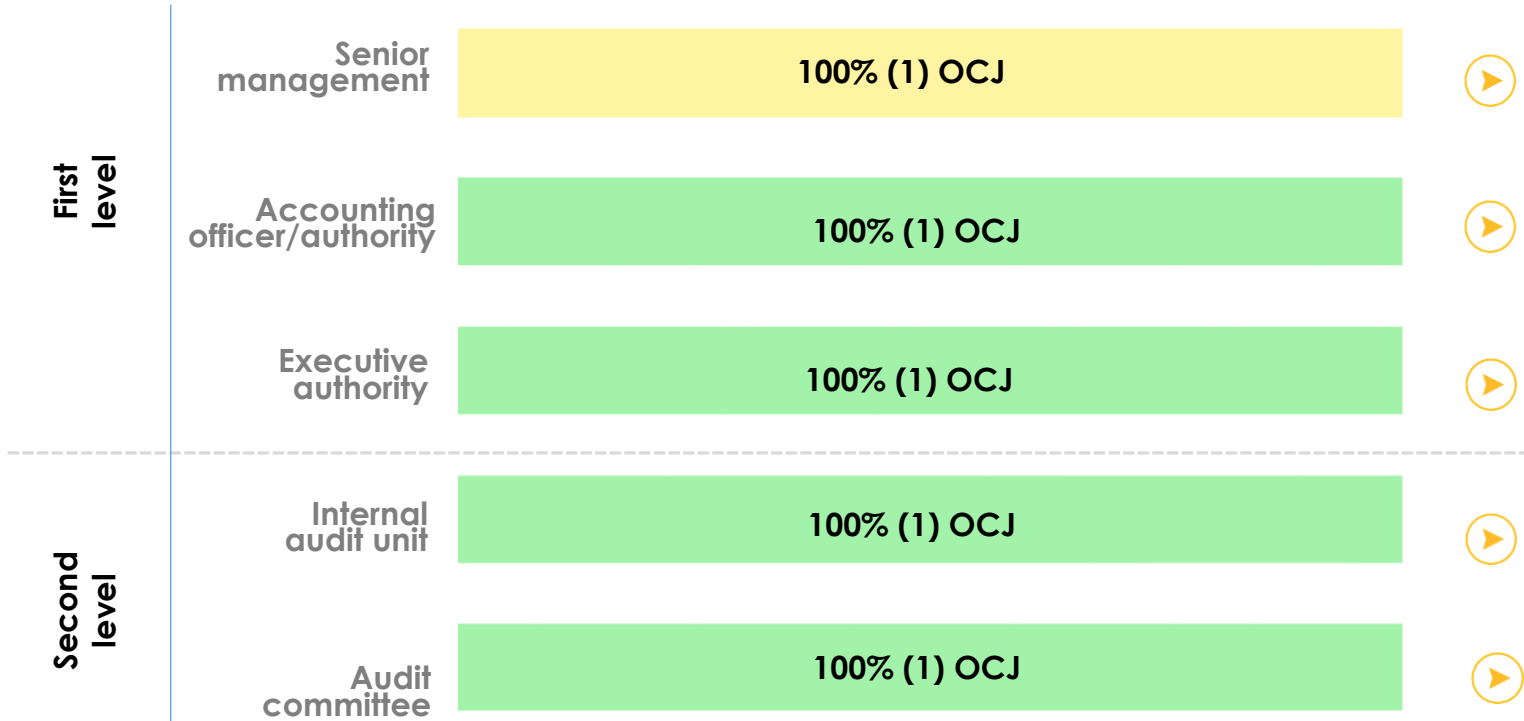 First
level
Senior
management
100% (1) OCJ
Accounting
officer/authority
100% (1) OCJ
Executive
authority
100% (1) OCJ
Second
level
Internal
audit unit
100% (1) OCJ
Audit
committee
100% (1) OCJ